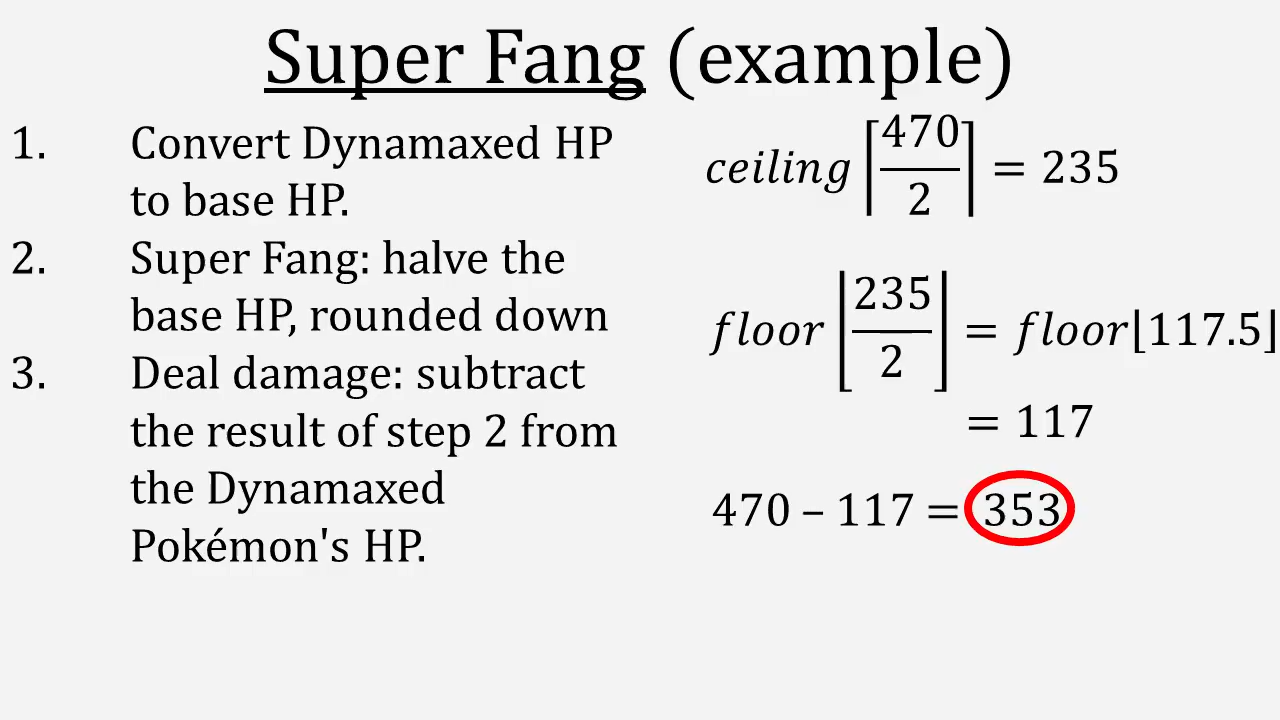 Super Fang (example)
1. Convert Dynamaxed HP
to base HP.
2. Super Fang: halve the
base HP, rounded down
3. Deal damage: subtract
the result of step 2 from
the Dynamaxed
Pokémon's HP.
ceiling⌈470/2⌉ = 235
floor⌊235/2⌋ = floor⌊117.5⌋
= 117
470 – 117 = 353